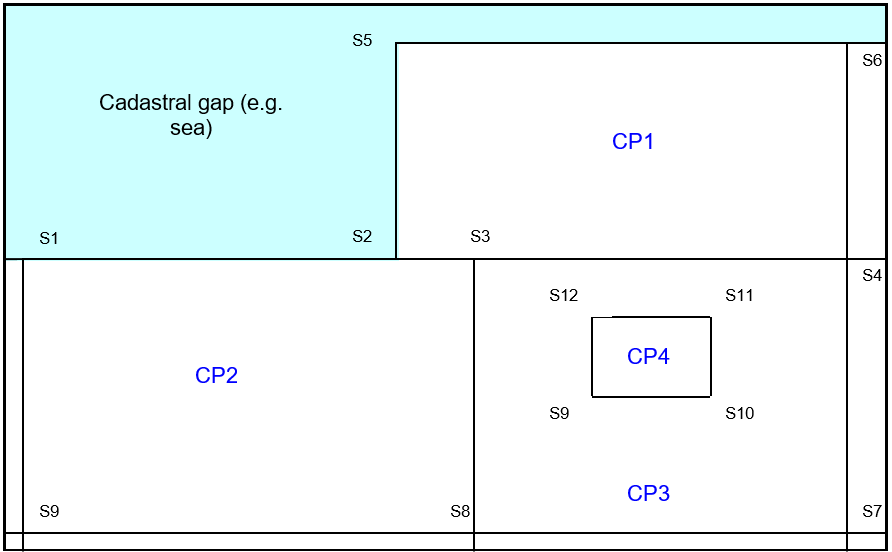 S5
S6
Cadastral gap (e.g.
sea)
CP1
S1
S2
S3
S4
S12
S11
CP4
CP2
S9
S10
CP3
S9
S8
S7